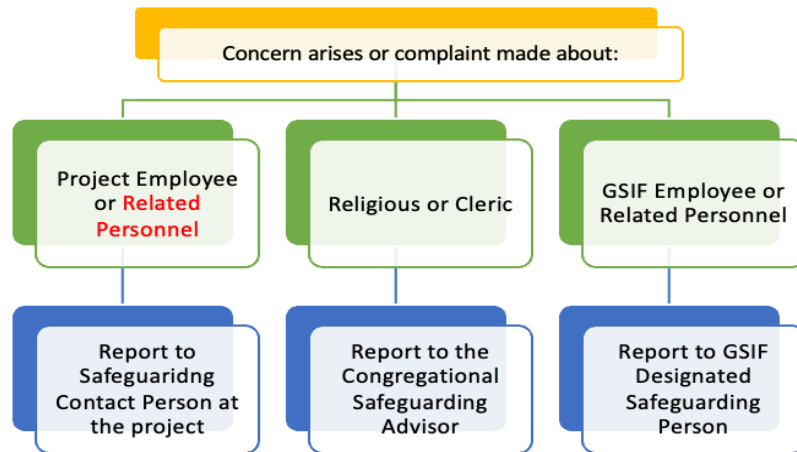 Concern arises or complaint made about:
Project Employee
or Related
Personnel
Religious or Cleric
GSIF Employee or
Related Personnel
Report to
Safeguaridng
Contact Person at
the project
Report to the
Congregational
Safeguarding
Advisor
Report to GSIF
Designated
Safeguarding
Person